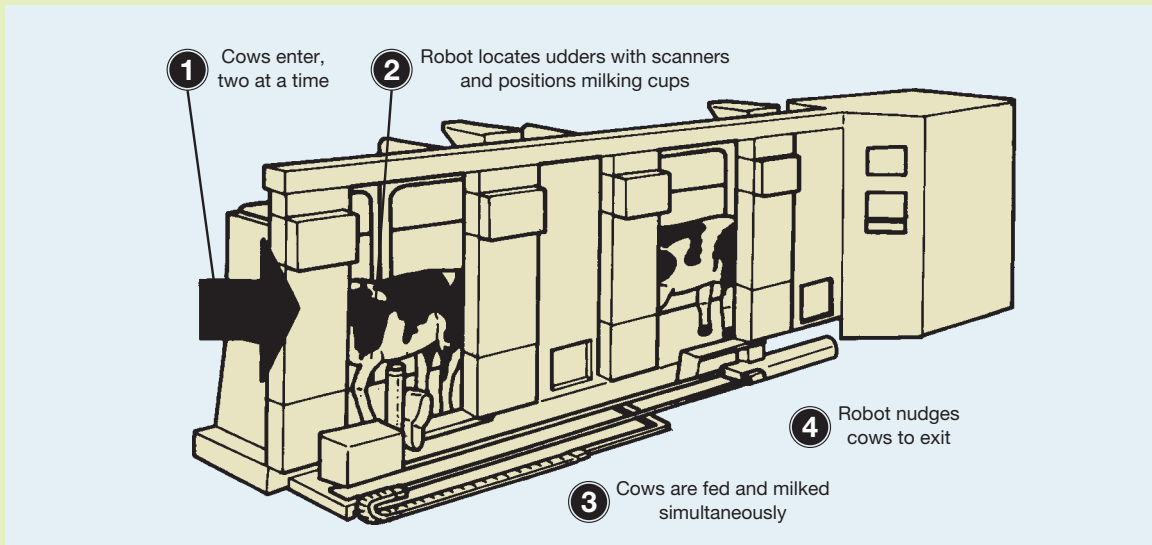 1
Cows enter,
two at a time
2
Robot locates udders with scanners
and positions milking cups
3
Cows are fed and milked
simultaneously
4
Robot nudges
cows to exit